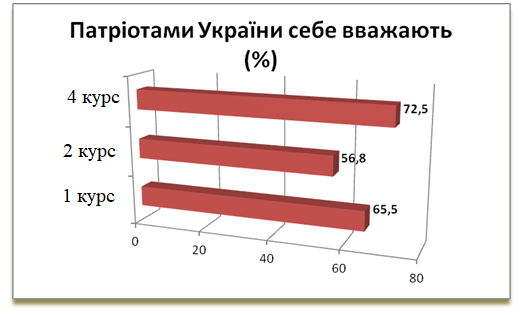 Патріотами України себе вважають
(%)
4 курс
72,5
2 курс
56,8
1 курс
65,5
0
20
40
60
80